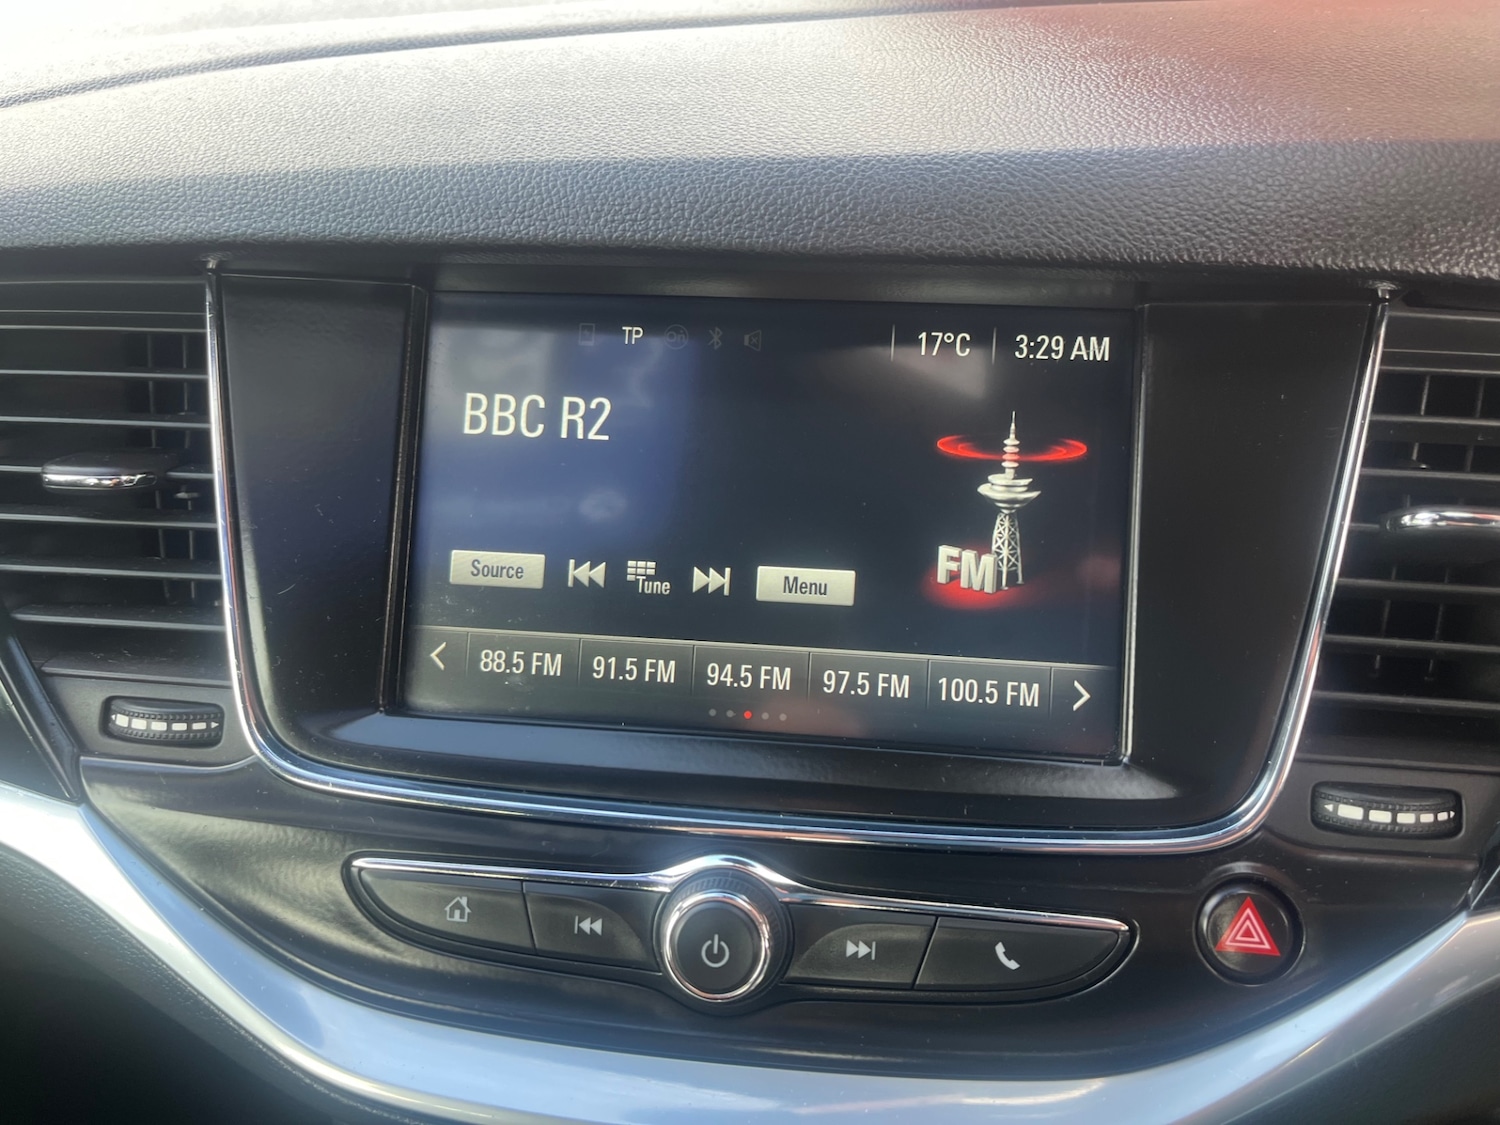 TP 17°C 3:29 AM
BBC R2
FM
Source Tune Menu
88.5 FM 91.5 FM 94.5 FM 97.5 FM 100.5 FM